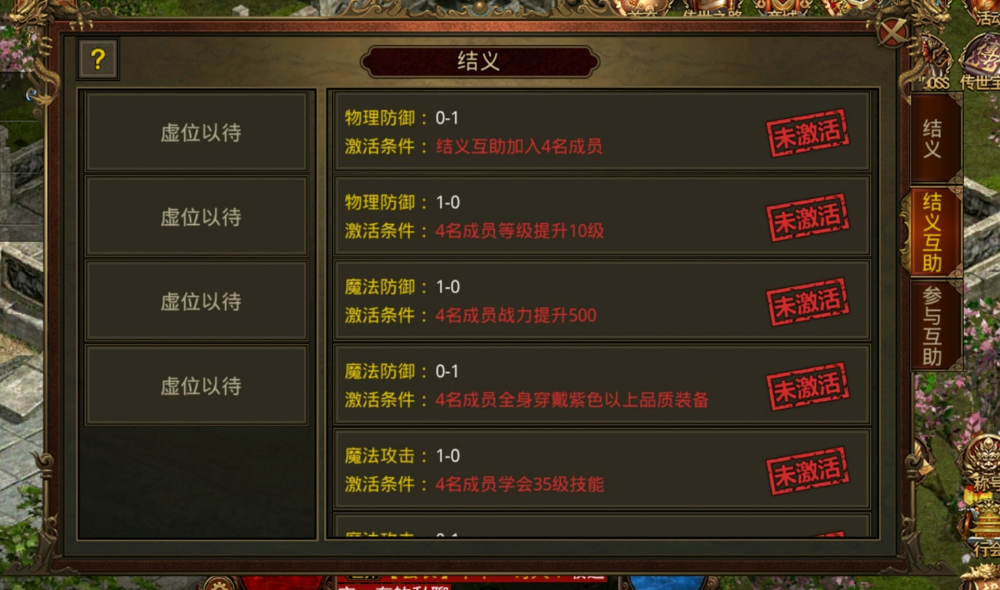 商城
活动
?
结义
传世宝
虚位以待
虚位以待
虚位以待
虚位以待
物理防御：0-1
激活条件：结义互助加入4名成员
未激活
物理防御：1-0
激活条件：4名成员等级提升10级
未激活
魔法防御：1-0
激活条件：4名成员战力提升500
未激活
魔法防御：0-1
激活条件：4名成员全身穿戴紫色以上品质装备
未激活
魔法攻击：1-0
激活条件：4名成员学会35级技能
未激活
结义
结义互助
参与互助
称号
行会